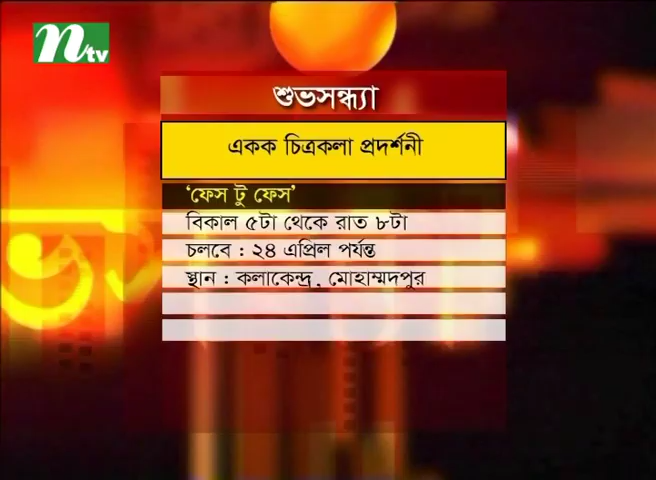 ntv
শুভসন্ধ্যা
একক চিত্রকলা প্রদর্শনী
‘ফেস টু ফেস’
বিকাল ৫টা থেকে রাত ৮টা
চলবে : ২৪ এপ্রিল পর্যন্ত
স্থান : কলাকেন্দ্র, মোহাম্মদপুর